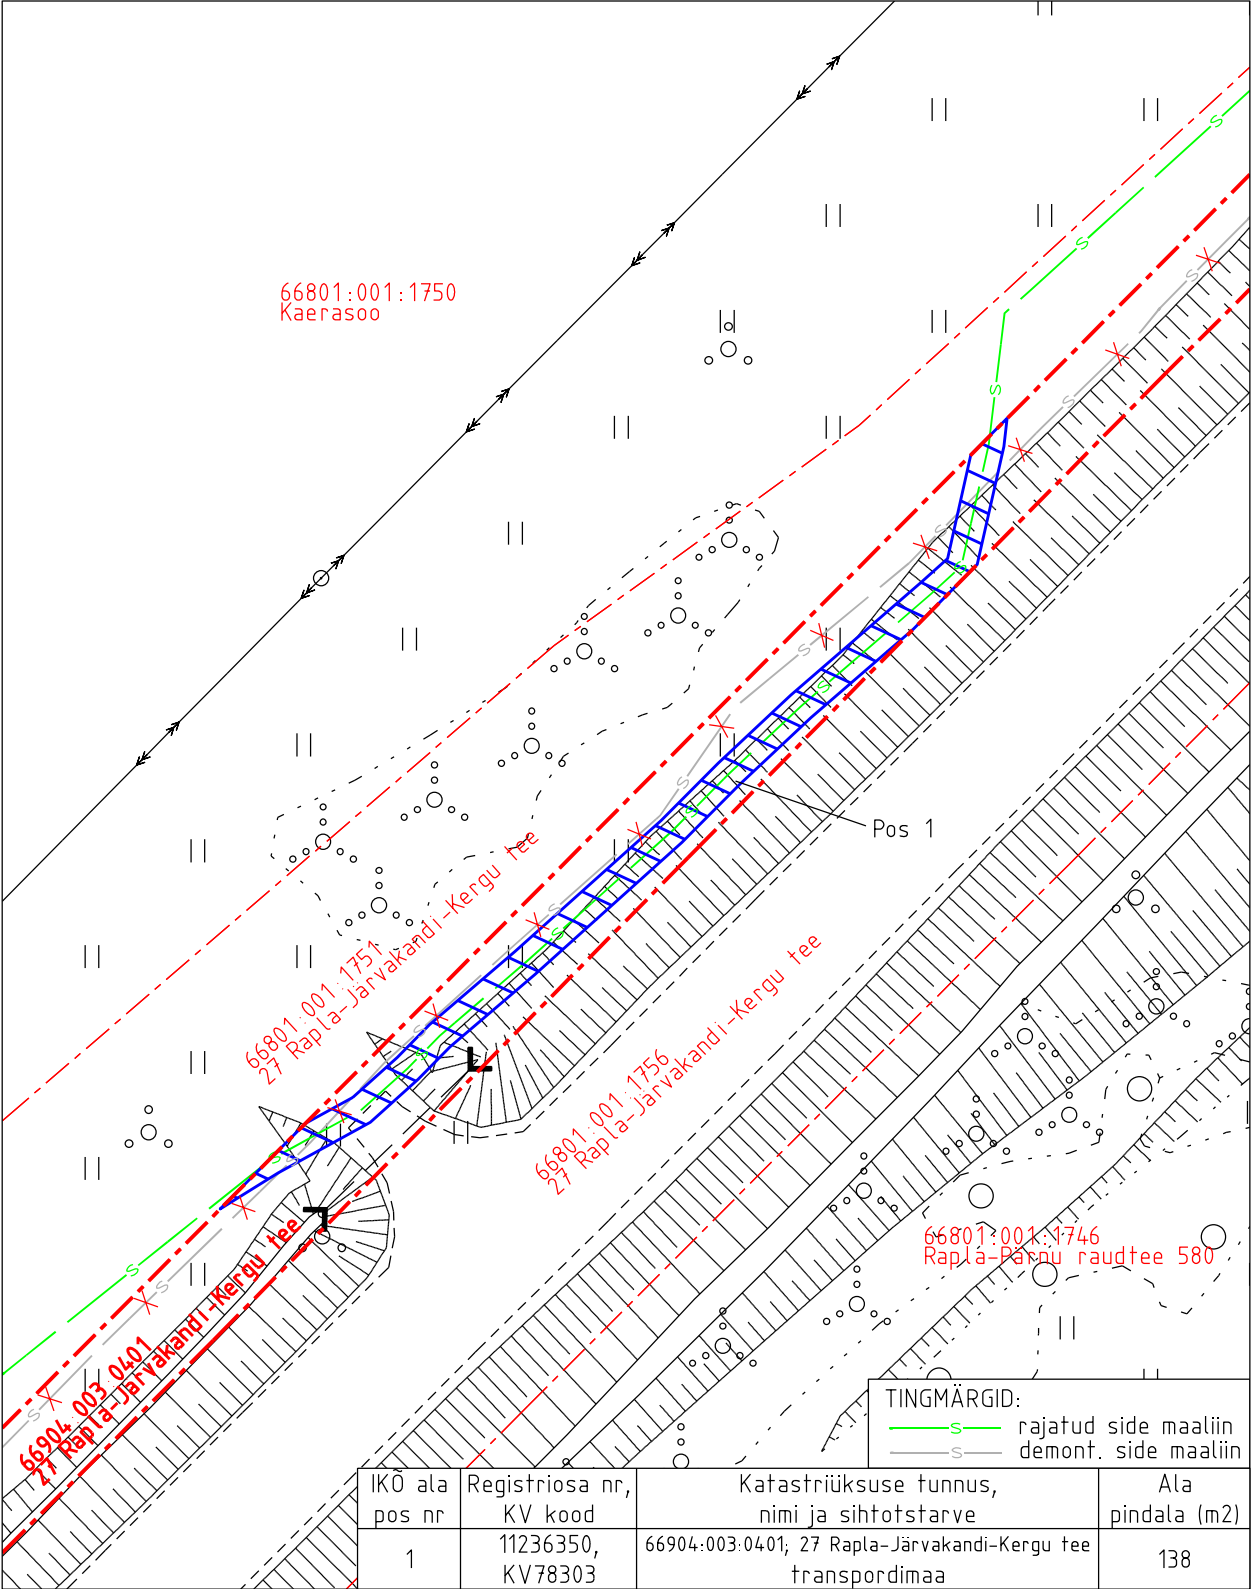 66801:001:1750
Kaerasoo
Pos 1
66801:001:1751
27 Rapla-Järvakandi-Kergu tee
66801:001:1756
27 Rapla-Järvakandi-Kergu tee
66904:003:0401
27 Rapla-Järvakandi-Kergu tee
66801:001:1746
Rapla-Pärnu raudtee 580
TINGMÄRGID:
s rajatud side maaliin
s demont. side maaliin
IKÕ ala pos nr
Registriosa nr, KV kood
Katastriüksuse tunnus, nimi ja sihtotstarve
Ala pindala (m2)
1
11236350, KV78303
66904:003:0401; 27 Rapla-Järvakandi-Kergu tee transpordimaa
138